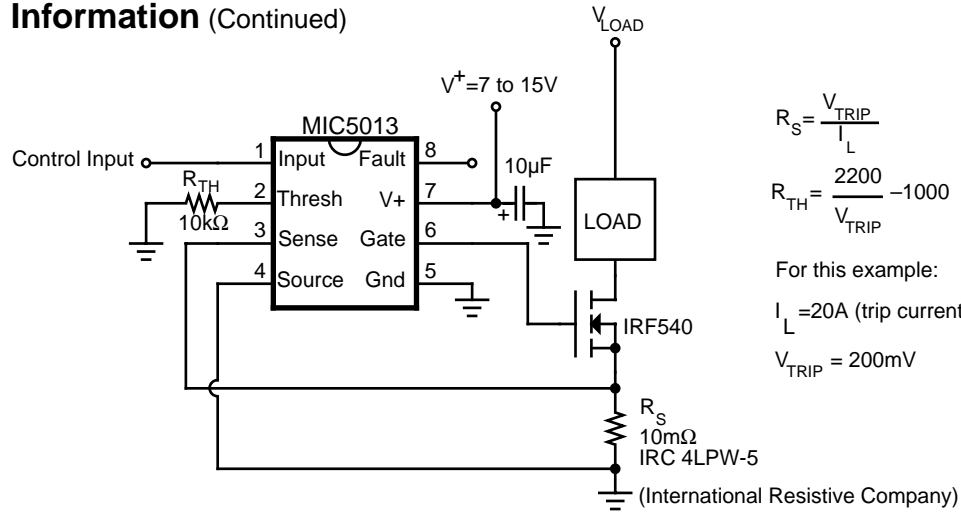 Information (Continued)
VLOAD
V+=7 to 15V
MIC5013
Control Input
1 Input Fault 8
10µF
RTH
2 Thresh V+ 7
+
10kΩ
3 Sense Gate 6
4 Source Gnd 5
LOAD
IRF540
RS
10mΩ
IRC 4LPW-5
(International Resistive Company)
RS= VTRIP
IL
RTH= 2200 –1000
VTRIP
For this example:
IL =20A (trip current
VTRIP = 200mV